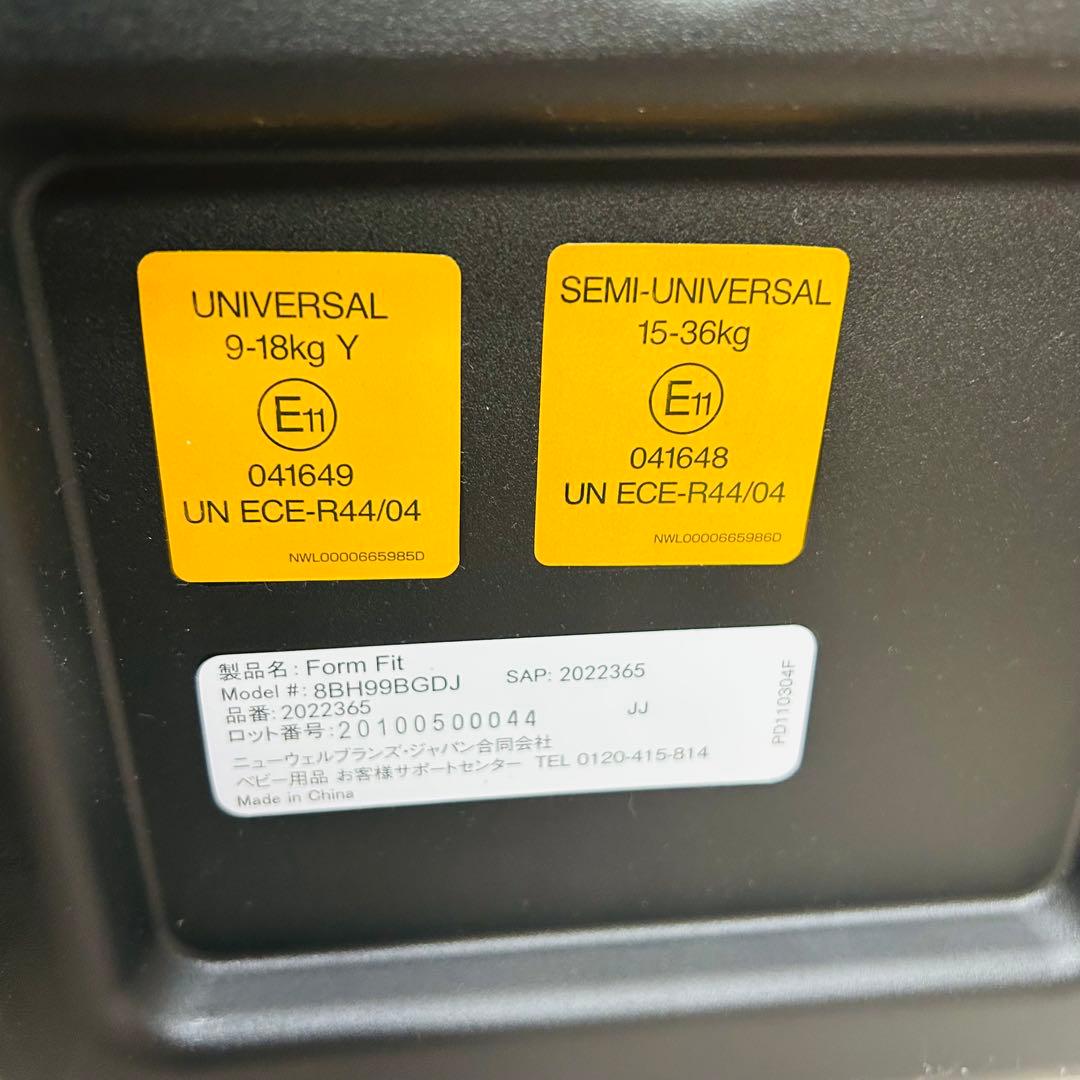 UNIVERSAL
9-18kg Y
E11
041649
UN ECE-R44/04
NWL0000665985D
SEMI-UNIVERSAL
15-36kg
E11
041648
UN ECE-R44/04
NWL0000665986D
製品名: Form Fit
Model #: 8BH99BGDJ SAP: 2022365
品番: 2022365
ロット番号: 20100500044 JJ
ニューウェルブランズ・ジャパン合同会社
ベビー用品 お客様サポートセンター TEL 0120-415-814
Made in China
PD110304F